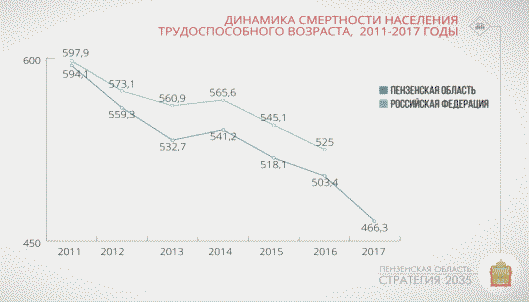 ДИНАМИКА СМЕРТНОСТИ НАСЕЛЕНИЯ
ТРУДОСПОСОБНОГО ВОЗРАСТА, 2011-2017 ГОДЫ
600
597,9
594,1
573,1
559,3
560,9
532,7
565,6
541,2
545,1
518,1
525
503,4
466,3
ПЕНЗЕНСКАЯ ОБЛАСТЬ
РОССИЙСКАЯ ФЕДЕРАЦИЯ
450
2011 2012 2013 2014 2015 2016 2017
ПЕНЗЕНСКАЯ ОБЛАСТЬ
СТРАТЕГИЯ 2035